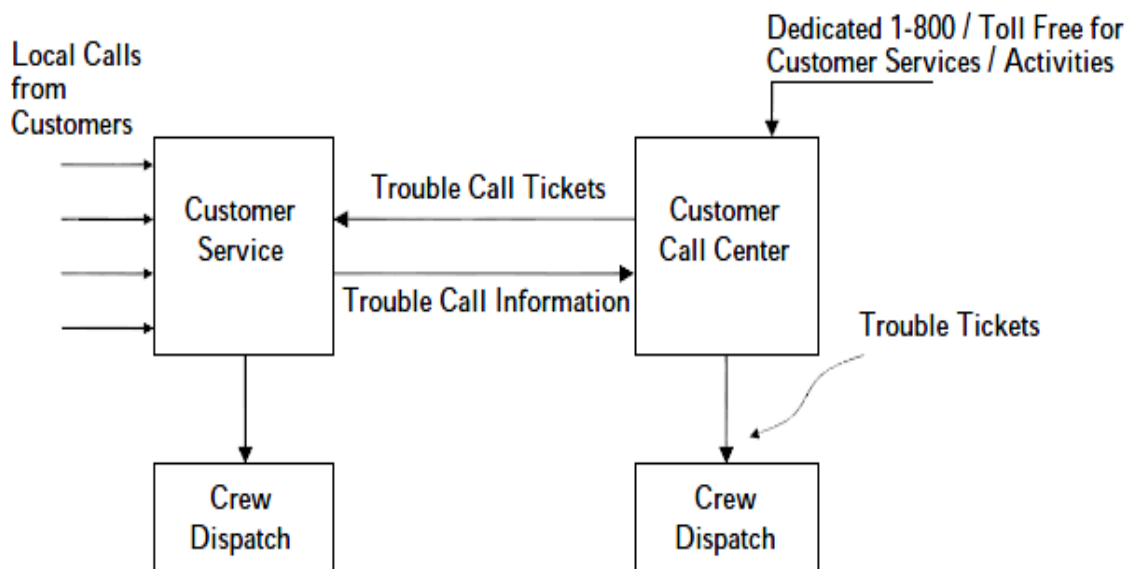 Dedicated 1-800 / Toll Free for
Customer Services / Activities
Local Calls
from
Customers
Trouble Call Tickets
Customer
Service
Customer
Call Center
Trouble Call Information
Trouble Tickets
Crew
Dispatch
Crew
Dispatch